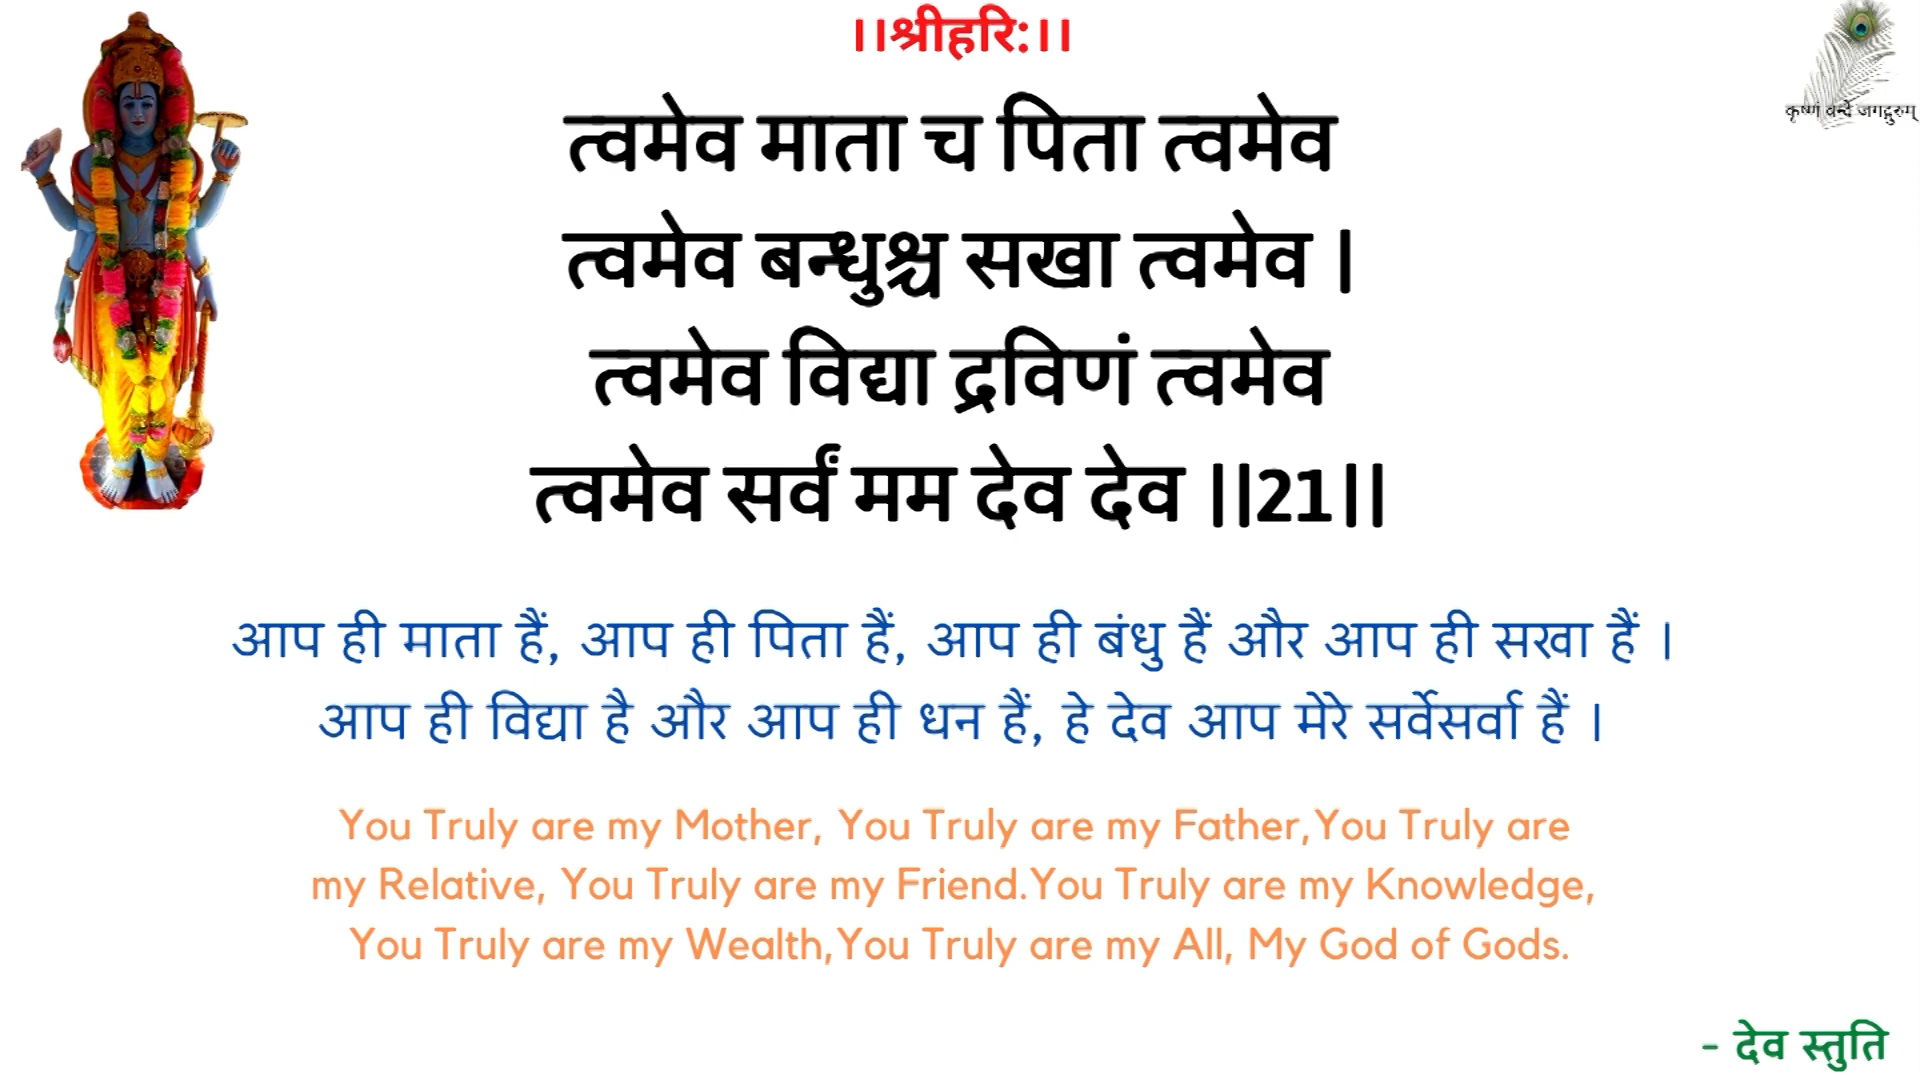 ।।श्रीहरिः।।
कृष्णं वन्दे जगद्गुरुम्
त्वमेव माता च पिता त्वमेव
त्वमेव बन्धुश्च सखा त्वमेव |
त्वमेव विद्या द्रविणं त्वमेव
त्वमेव सर्वं मम देव देव ||21||
आप ही माता हैं, आप ही पिता हैं, आप ही बंधु हैं और आप ही सखा हैं ।
आप ही विद्या है और आप ही धन हैं, हे देव आप मेरे सर्वेसर्वा हैं ।
You Truly are my Mother, You Truly are my Father,You Truly are
my Relative, You Truly are my Friend.You Truly are my Knowledge,
You Truly are my Wealth,You Truly are my All, My God of Gods.
- देव स्तुति